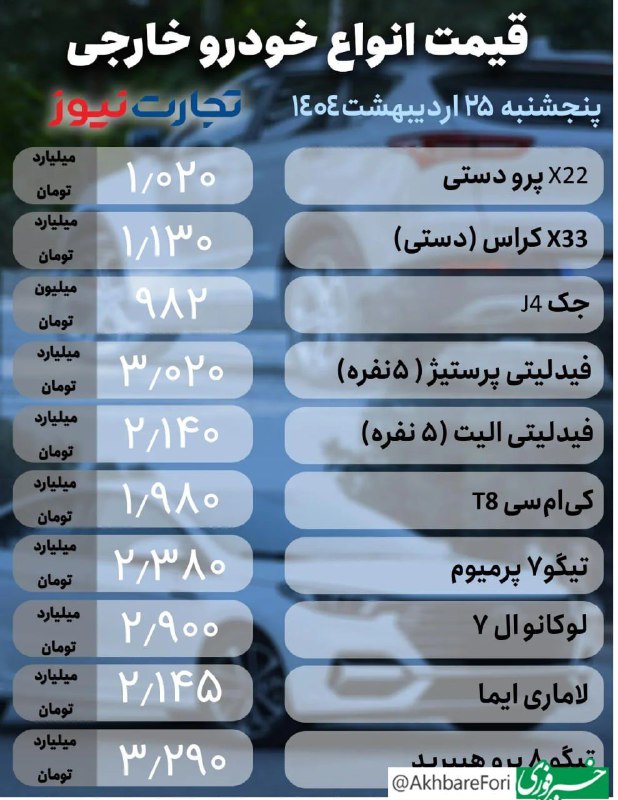 قیمت انواع خودرو خارجی
پنجشنبه ۲۵ اردیبهشت ۱۴۰۴
تجارت نیوز
X22 پرو دستی ۱/۰۲۰ میلیارد تومان
X33 کراس (دستی) ۱/۱۳۰ میلیارد تومان
جک J4 ۹۸۲ میلیون تومان
فیدلیتی پرستیژ (۵ نفره) ۳/۰۲۰ میلیارد تومان
فیدلیتی الیت (۵ نفره) ۲/۱۴۰ میلیارد تومان
کی‌ام‌سی T8 ۱/۹۸۰ میلیارد تومان
تیگو۷ پرمیوم ۲/۳۸۰ میلیارد تومان
لوکانو ال ۷ ۲/۹۰۰ میلیارد تومان
لاماری ایما ۲/۱۴۵ میلیارد تومان
تیگو ۸ پرو هیبرید ۳/۲۹۰ میلیارد تومان
@AkhbareFori خبرفوری